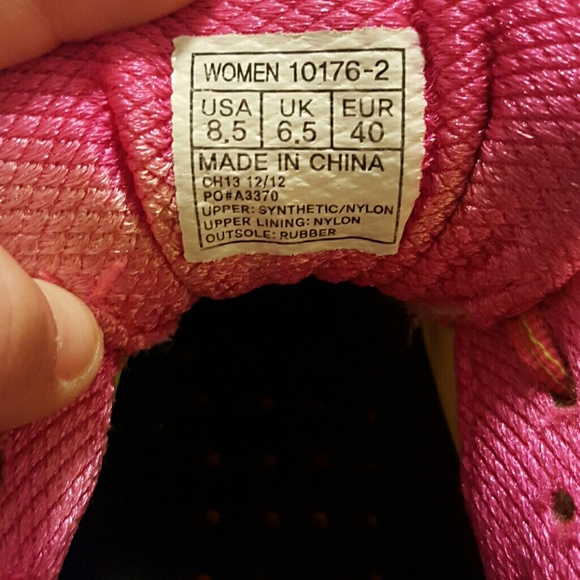 WOMEN 10176-2
USA UK EUR
8.5 6.5 40
MADE IN CHINA
CH13 12/12
PO#A3370
UPPER: SYNTHETIC/NYLON
UPPER LINING: NYLON
OUTSOLE: RUBBER